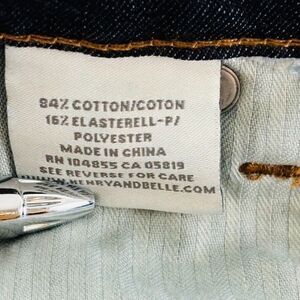 84% COTTON/COTON
16% ELASTERELL-P/
POLYESTER
MADE IN CHINA
RN 104855 CA 05819
SEE REVERSE FOR CARE
WWW.HENRYANDBELLE.COM